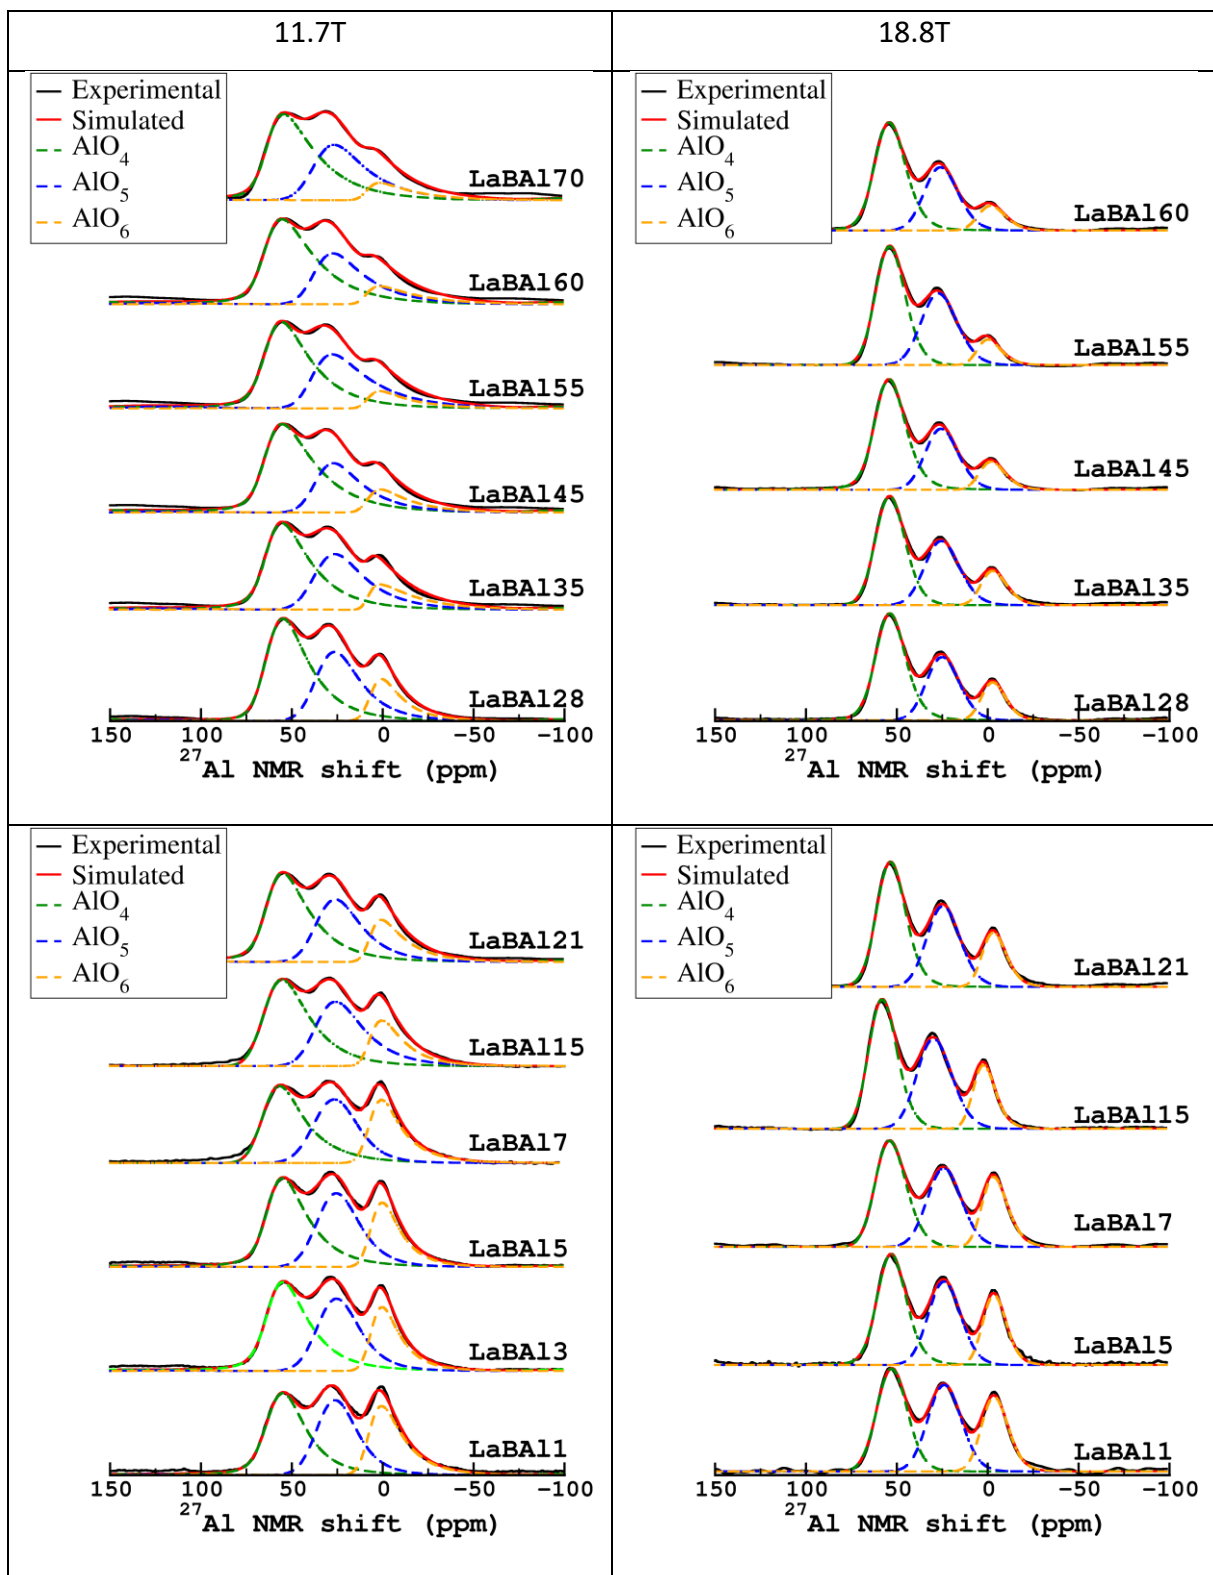 11.7T
18.8T
Experimental
Simulated
AlO4
AlO5
AlO6
LaBAl70
LaBAl60
LaBAl55
LaBAl45
LaBAl35
LaBAl28
150 100 50 0 −50 −100
27Al NMR shift (ppm)
Experimental
Simulated
AlO4
AlO5
AlO6
LaBAl60
LaBAl55
LaBAl45
LaBAl35
LaBAl28
150 100 50 0 −50 −100
27Al NMR shift (ppm)
Experimental
Simulated
AlO4
AlO5
AlO6
LaBAl21
LaBAl15
LaBAl7
LaBAl5
LaBAl3
LaBAl1
150 100 50 0 −50 −100
27Al NMR shift (ppm)
Experimental
Simulated
AlO4
AlO5
AlO6
LaBAl21
LaBAl15
LaBAl7
LaBAl5
LaBAl1
150 100 50 0 −50 −100
27Al NMR shift (ppm)